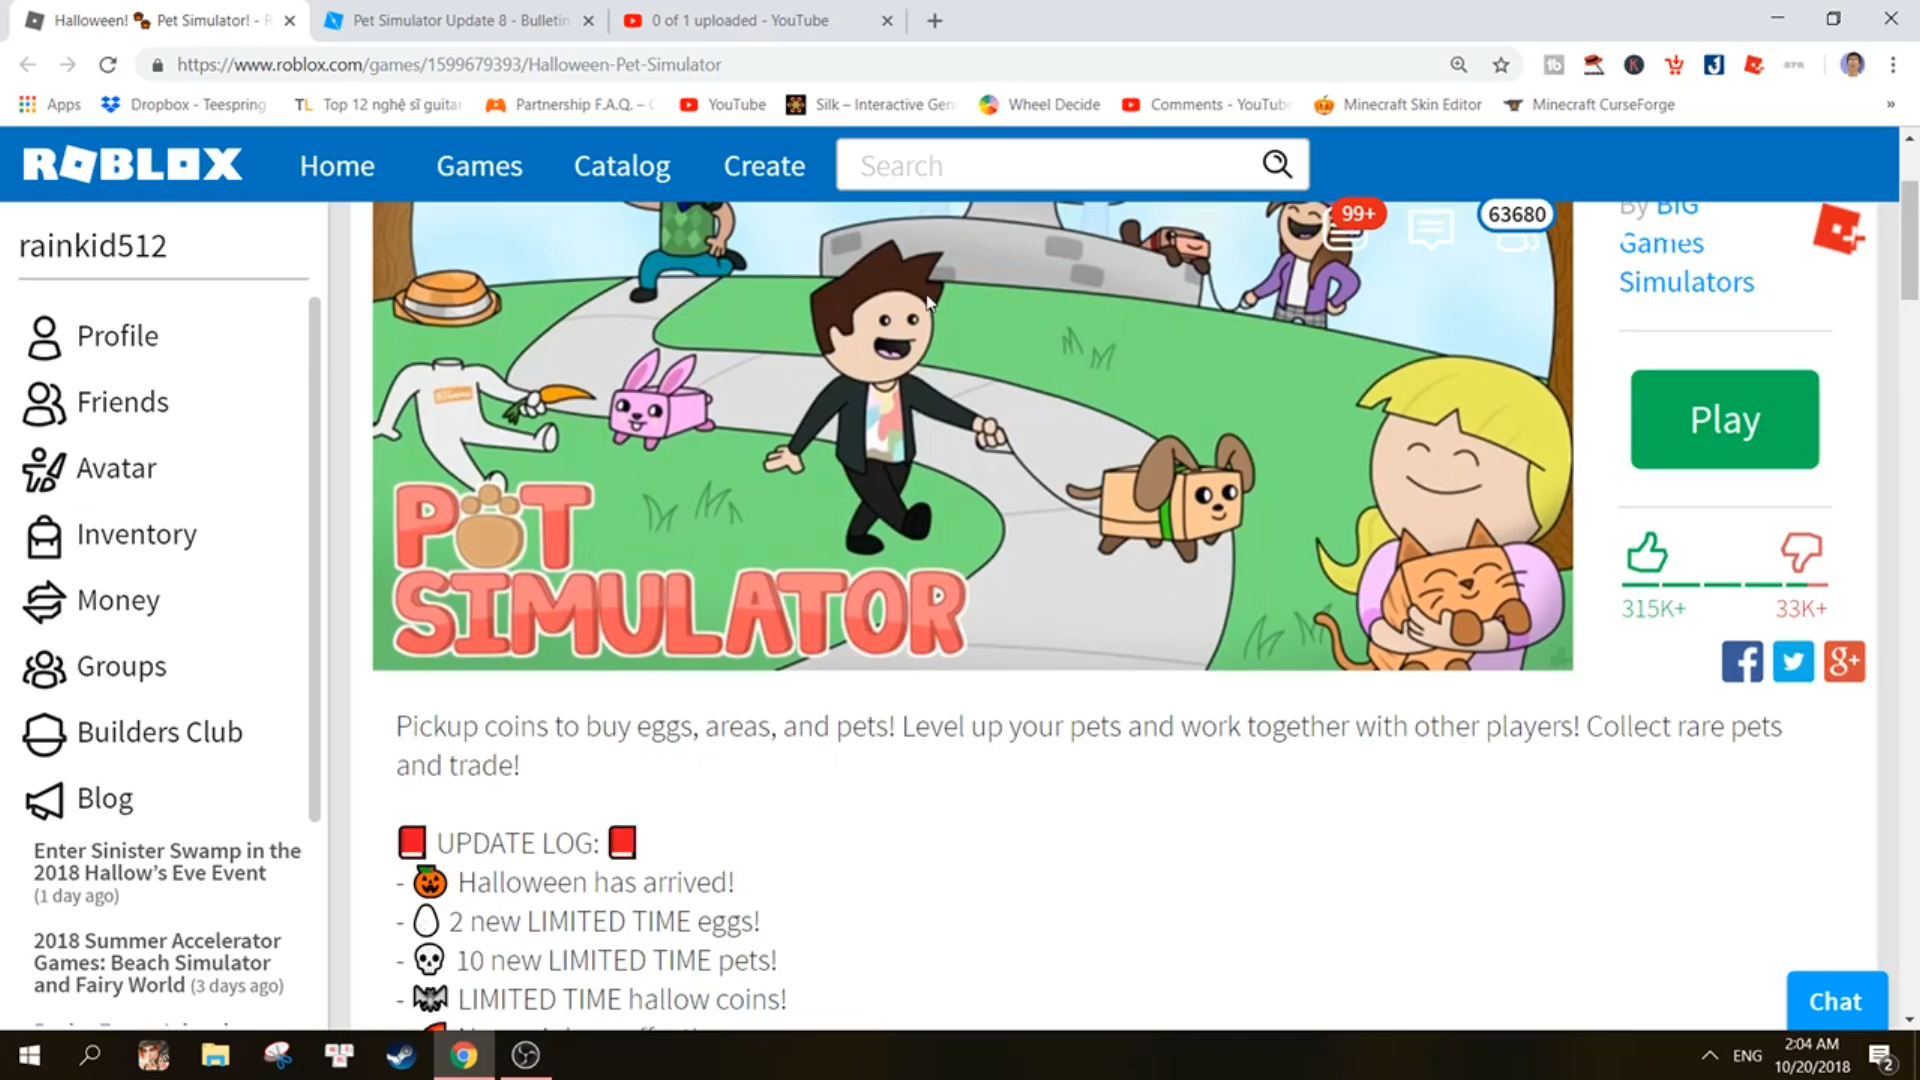 Halloween! Pet Simulator! - R
Pet Simulator Update 8 - Bulletin
0 of 1 uploaded - YouTube
https://www.roblox.com/games/1599679393/Halloween-Pet-Simulator
Apps
Dropbox - Teespring
TL Top 12 nghệ sĩ guitar
Partnership F.A.Q. –
YouTube
Silk – Interactive Gen
Wheel Decide
Comments - YouTube
Minecraft Skin Editor
Minecraft CurseForge
»
ROBLOX Home Games Catalog Create Search
99+
63680
rainkid512
Profile
Friends
Avatar
Inventory
Money
Groups
Builders Club
Blog
Enter Sinister Swamp in the
2018 Hallow's Eve Event
(1 day ago)
2018 Summer Accelerator
Games: Beach Simulator
and Fairy World (3 days ago)
PET
SIMULATOR
By BIG
Games
Simulators
Play
315K+
33K+
Pickup coins to buy eggs, areas, and pets! Level up your pets and work together with other players! Collect rare pets
and trade!
UPDATE LOG:
- Halloween has arrived!
- 2 new LIMITED TIME eggs!
- 10 new LIMITED TIME pets!
- LIMITED TIME hallow coins!
Chat
ENG
2:04 AM
10/20/2018
2